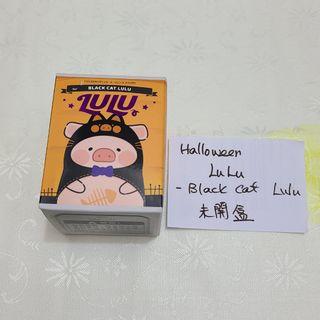 BLACK CAT LULU
LULU
Halloween
LuLu
- Black cat Lulu
未開盒